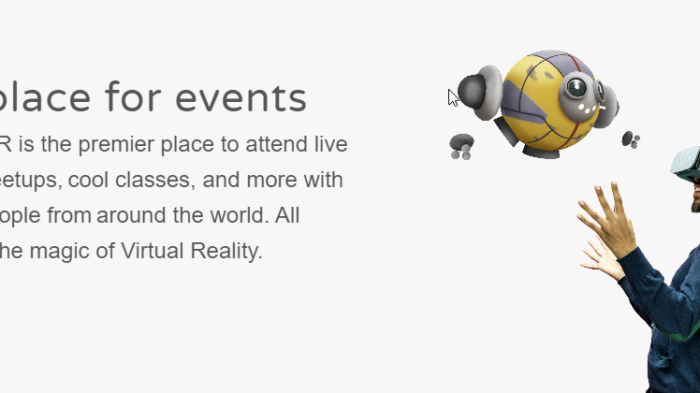 place for events
R is the premier place to attend live
eetups, cool classes, and more with
ople from around the world. All
he magic of Virtual Reality.